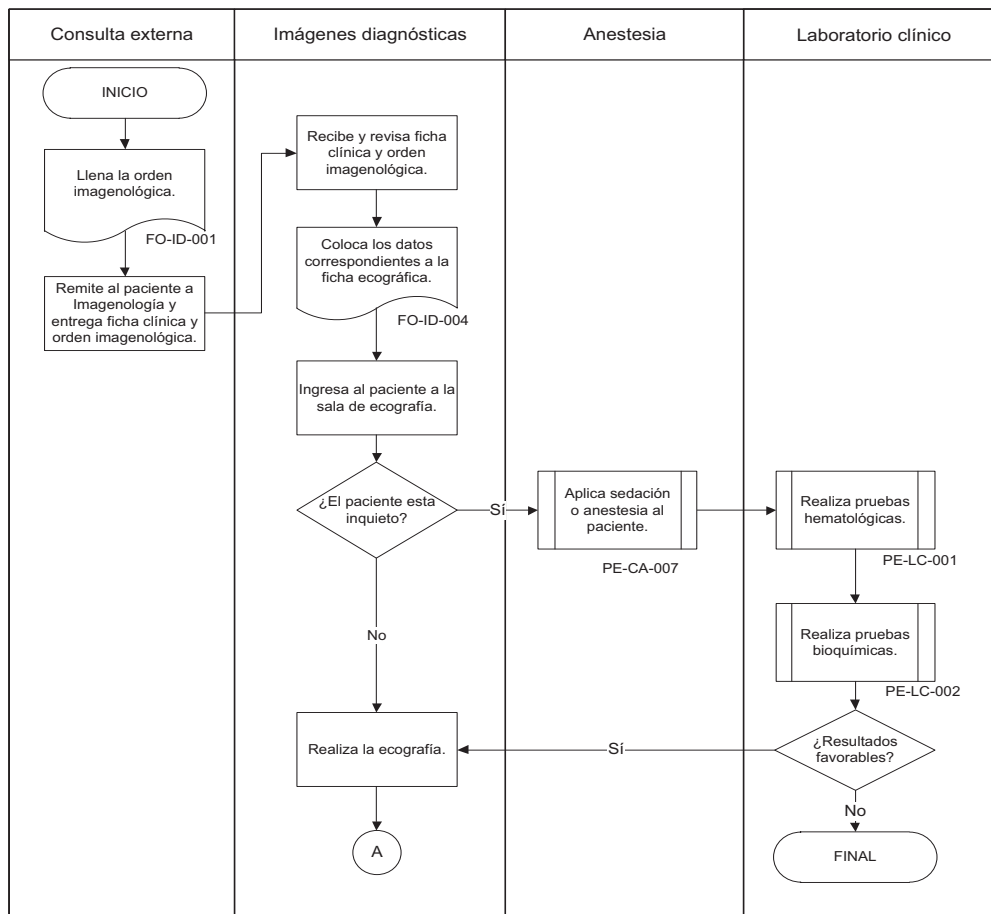 Consulta externa
Imágenes diagnósticas
Anestesia
Laboratorio clínico
INICIO
Llena la orden
imagenológica.
FO-ID-001
Remite al paciente a
Imagenología y
entrega ficha clínica y
orden imagenológica.
Recibe y revisa ficha
clínica y orden
imagenológica.
Coloca los datos
correspondientes a la
ficha ecográfica.
FO-ID-004
Ingresa al paciente a la
sala de ecografía.
¿El paciente esta
inquieto?
Sí
No
Aplica sedación
o anestesia al
paciente.
PE-CA-007
Realiza pruebas
hematológicas.
PE-LC-001
Realiza pruebas
bioquímicas.
PE-LC-002
¿Resultados
favorables?
Sí
No
Realiza la ecografía.
A
FINAL